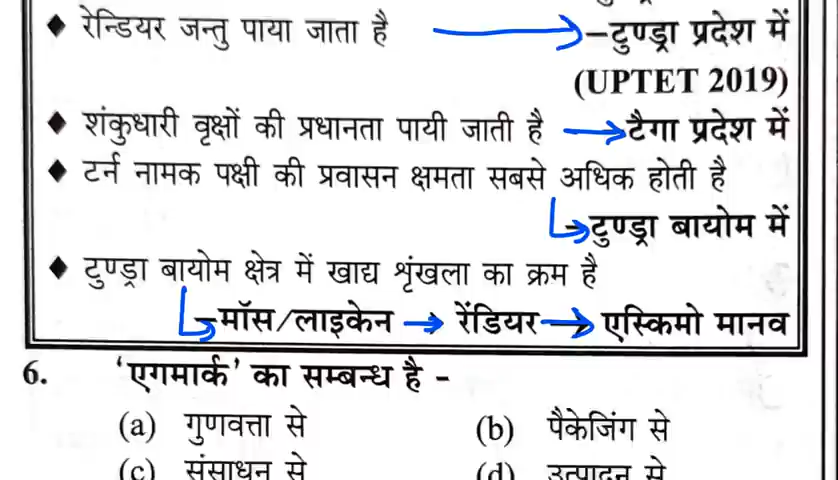 ◆ रेन्डियर जन्तु पाया जाता है –टुण्ड्रा प्रदेश में
(UPTET 2019)
◆ शंकुधारी वृक्षों की प्रधानता पायी जाती है –टैगा प्रदेश में
◆ टर्न नामक पक्षी की प्रवासन क्षमता सबसे अधिक होती है
–टुण्ड्रा बायोम में
◆ टुण्ड्रा बायोम क्षेत्र में खाद्य शृंखला का क्रम है
–मॉस/लाइकेन → रेंडियर → एस्किमो मानव
6. ‘एगमार्क’ का सम्बन्ध है -
(a) गुणवत्ता से (b) पैकेजिंग से
(c) संसाधन से (d) उत्पादन से